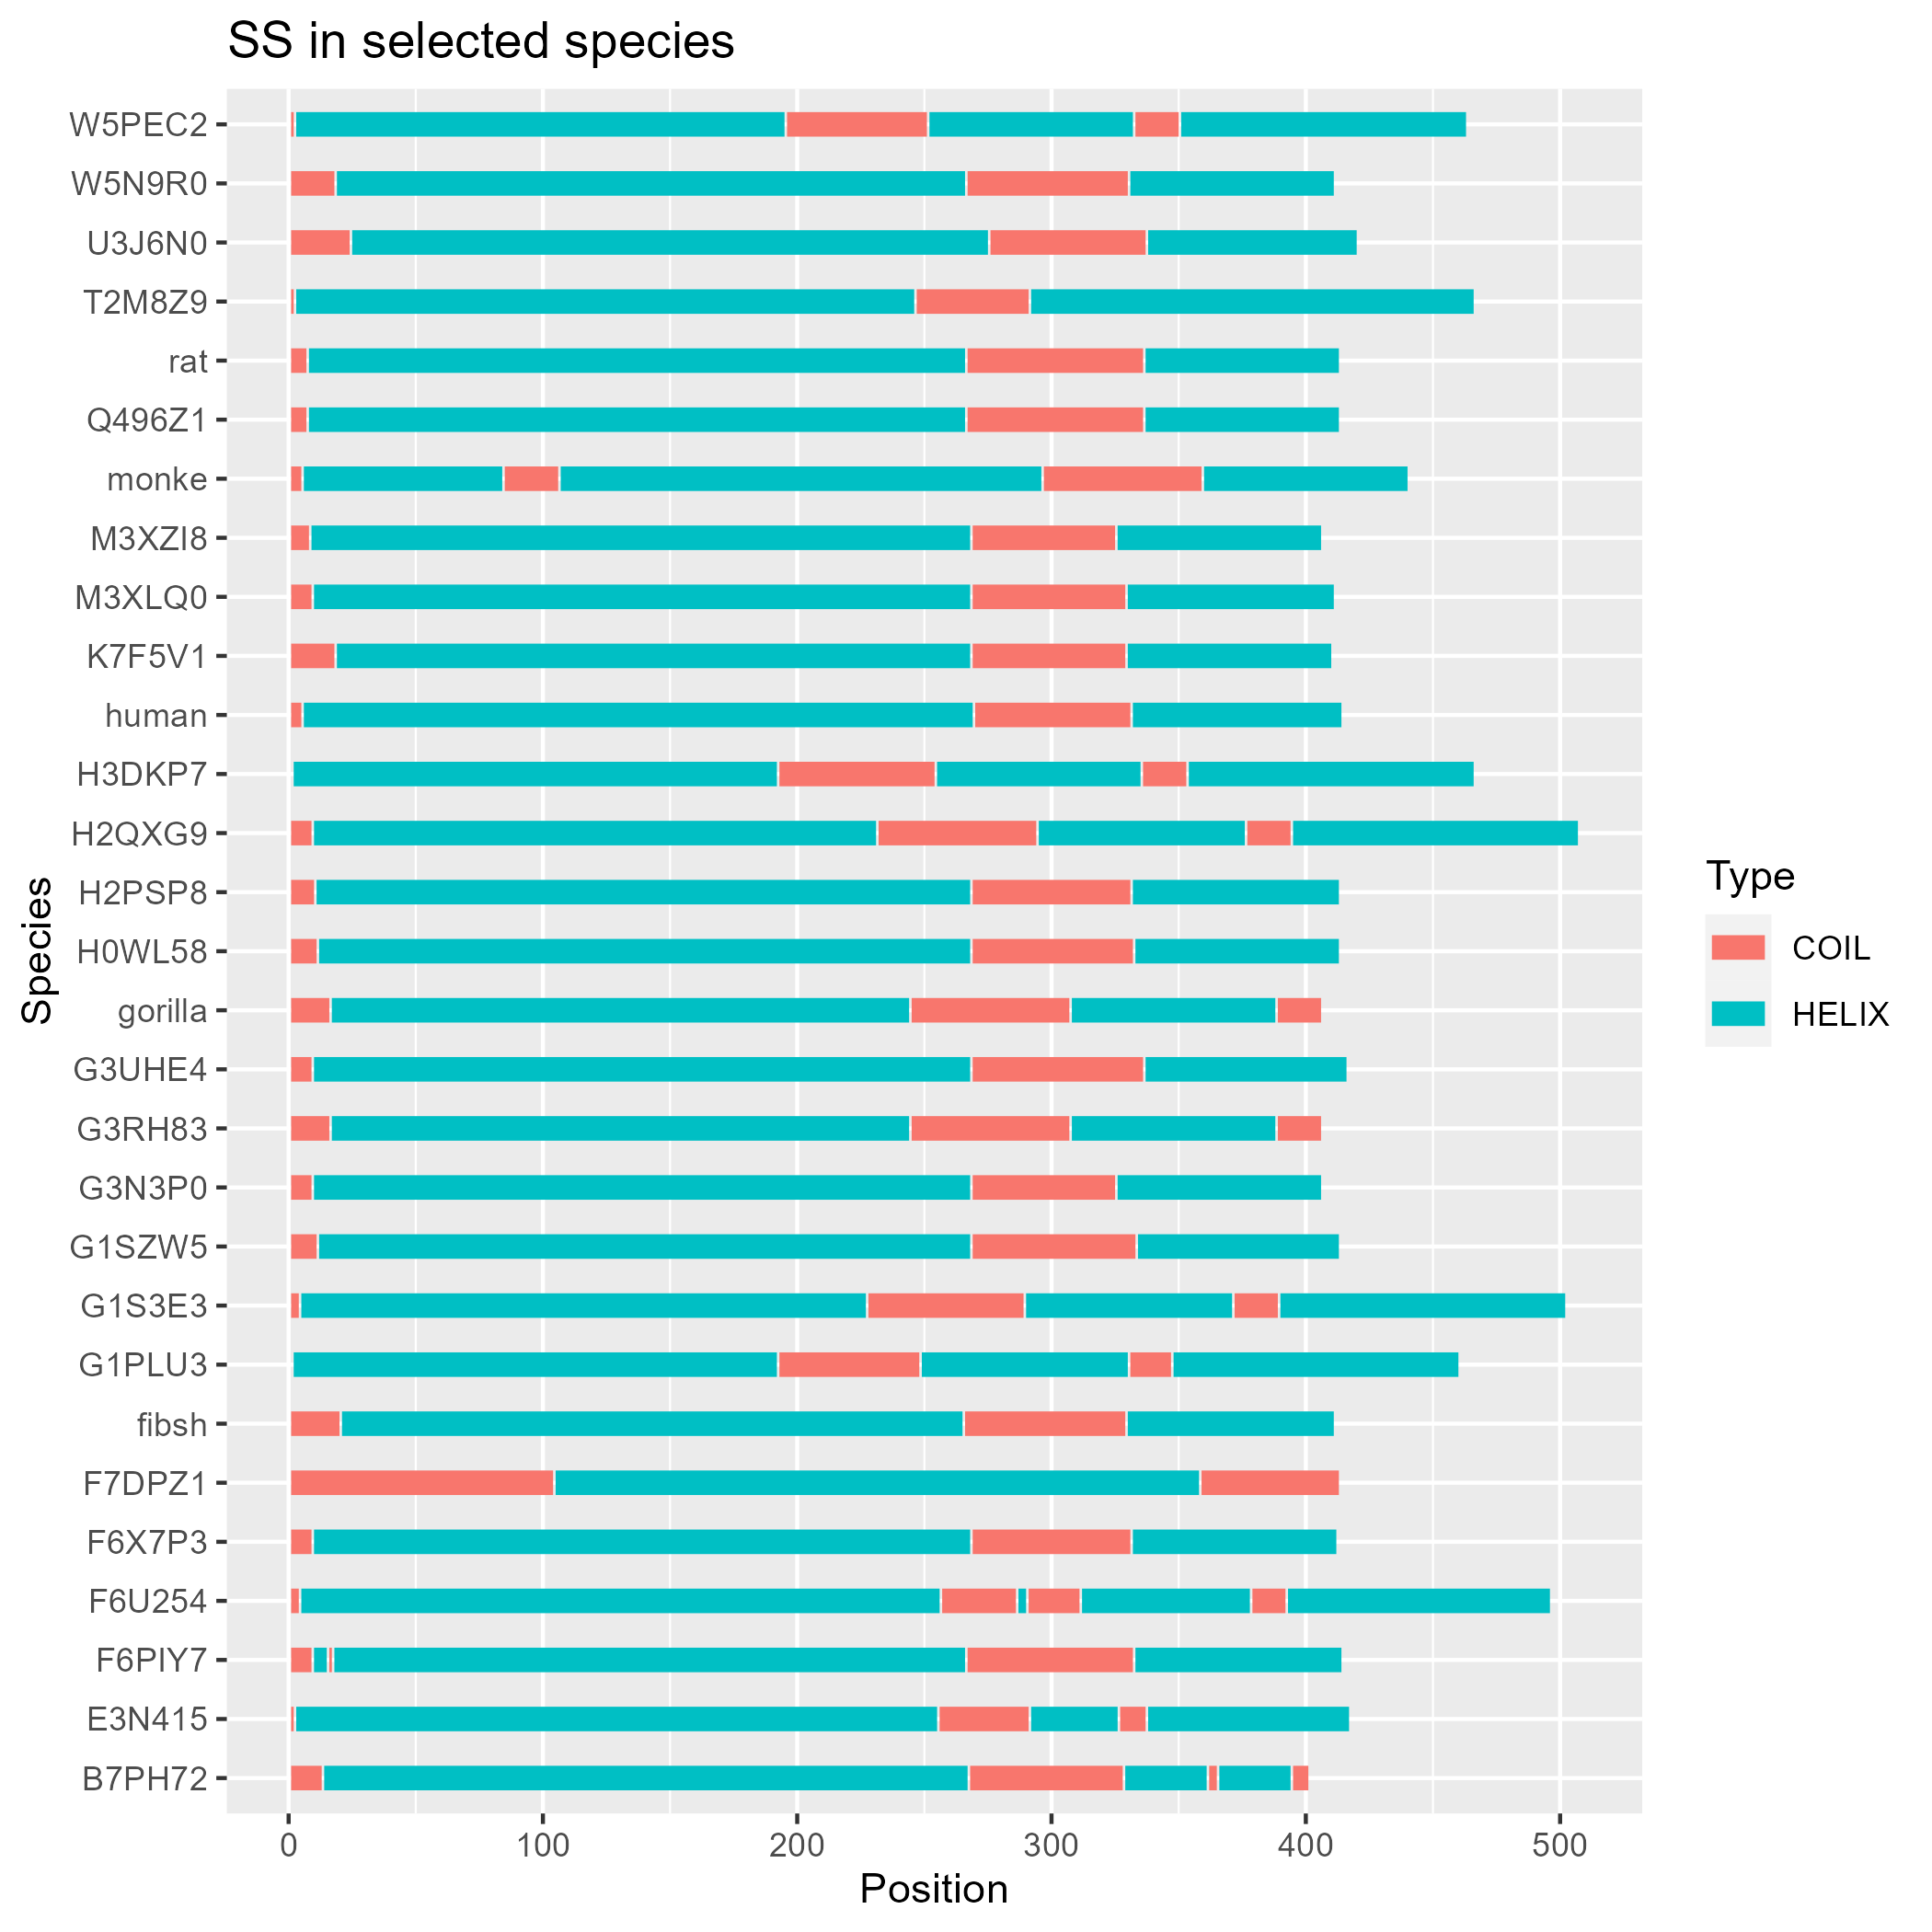 SS in selected species
W5PEC2
W5N9R0
U3J6N0
T2M8Z9
rat
Q496Z1
monke
M3XZI8
M3XLQ0
K7F5V1
human
H3DKP7
H2QXG9
H2PSP8
H0WL58
gorilla
G3UHE4
G3RH83
G3N3P0
G1SZW5
G1S3E3
G1PLU3
fibsh
F7DPZ1
F6X7P3
F6U254
F6PIY7
E3N415
B7PH72
Species
0 100 200 300 400 500
Position
Type
COIL
HELIX